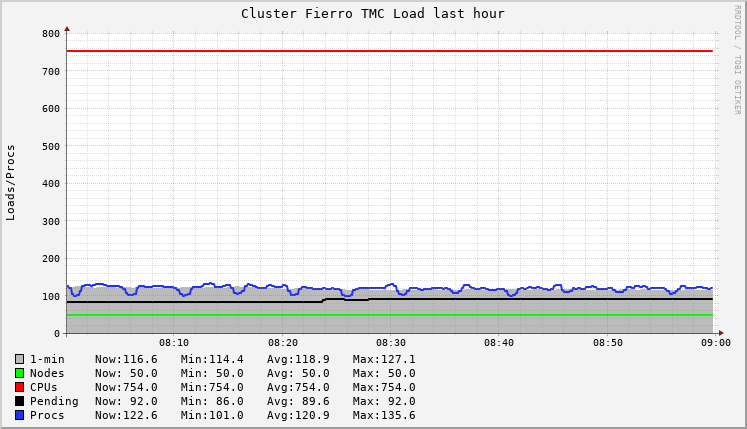 Cluster Fierro TMC Load last hour
RRDTOOL / TOBI OETIKER
Loads/Procs
800
700
600
500
400
300
200
100
0
08:10 08:20 08:30 08:40 08:50 09:00
1-min Now:116.6 Min:114.4 Avg:118.9 Max:127.1
Nodes Now: 50.0 Min: 50.0 Avg: 50.0 Max: 50.0
CPUs Now:754.0 Min:754.0 Avg:754.0 Max:754.0
Pending Now: 92.0 Min: 86.0 Avg: 89.6 Max: 92.0
Procs Now:122.6 Min:101.0 Avg:120.9 Max:135.6